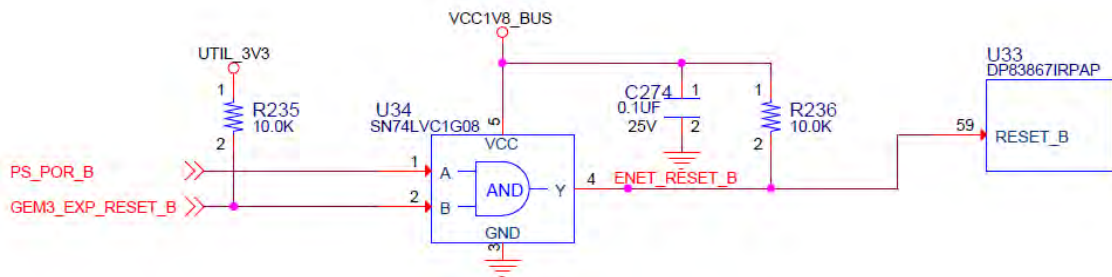 VCC1V8_BUS
UTIL_3V3
U33
DP83867IRPAP
1
R235
10.0K
2
U34
SN74LVC1G08
5
VCC
C274
0.1UF
25V
1
2
1
R236
10.0K
2
59
RESET_B
PS_POR_B
1
A
AND
Y
4
ENET_RESET_B
GEM3_EXP_RESET_B
2
B
GND
3